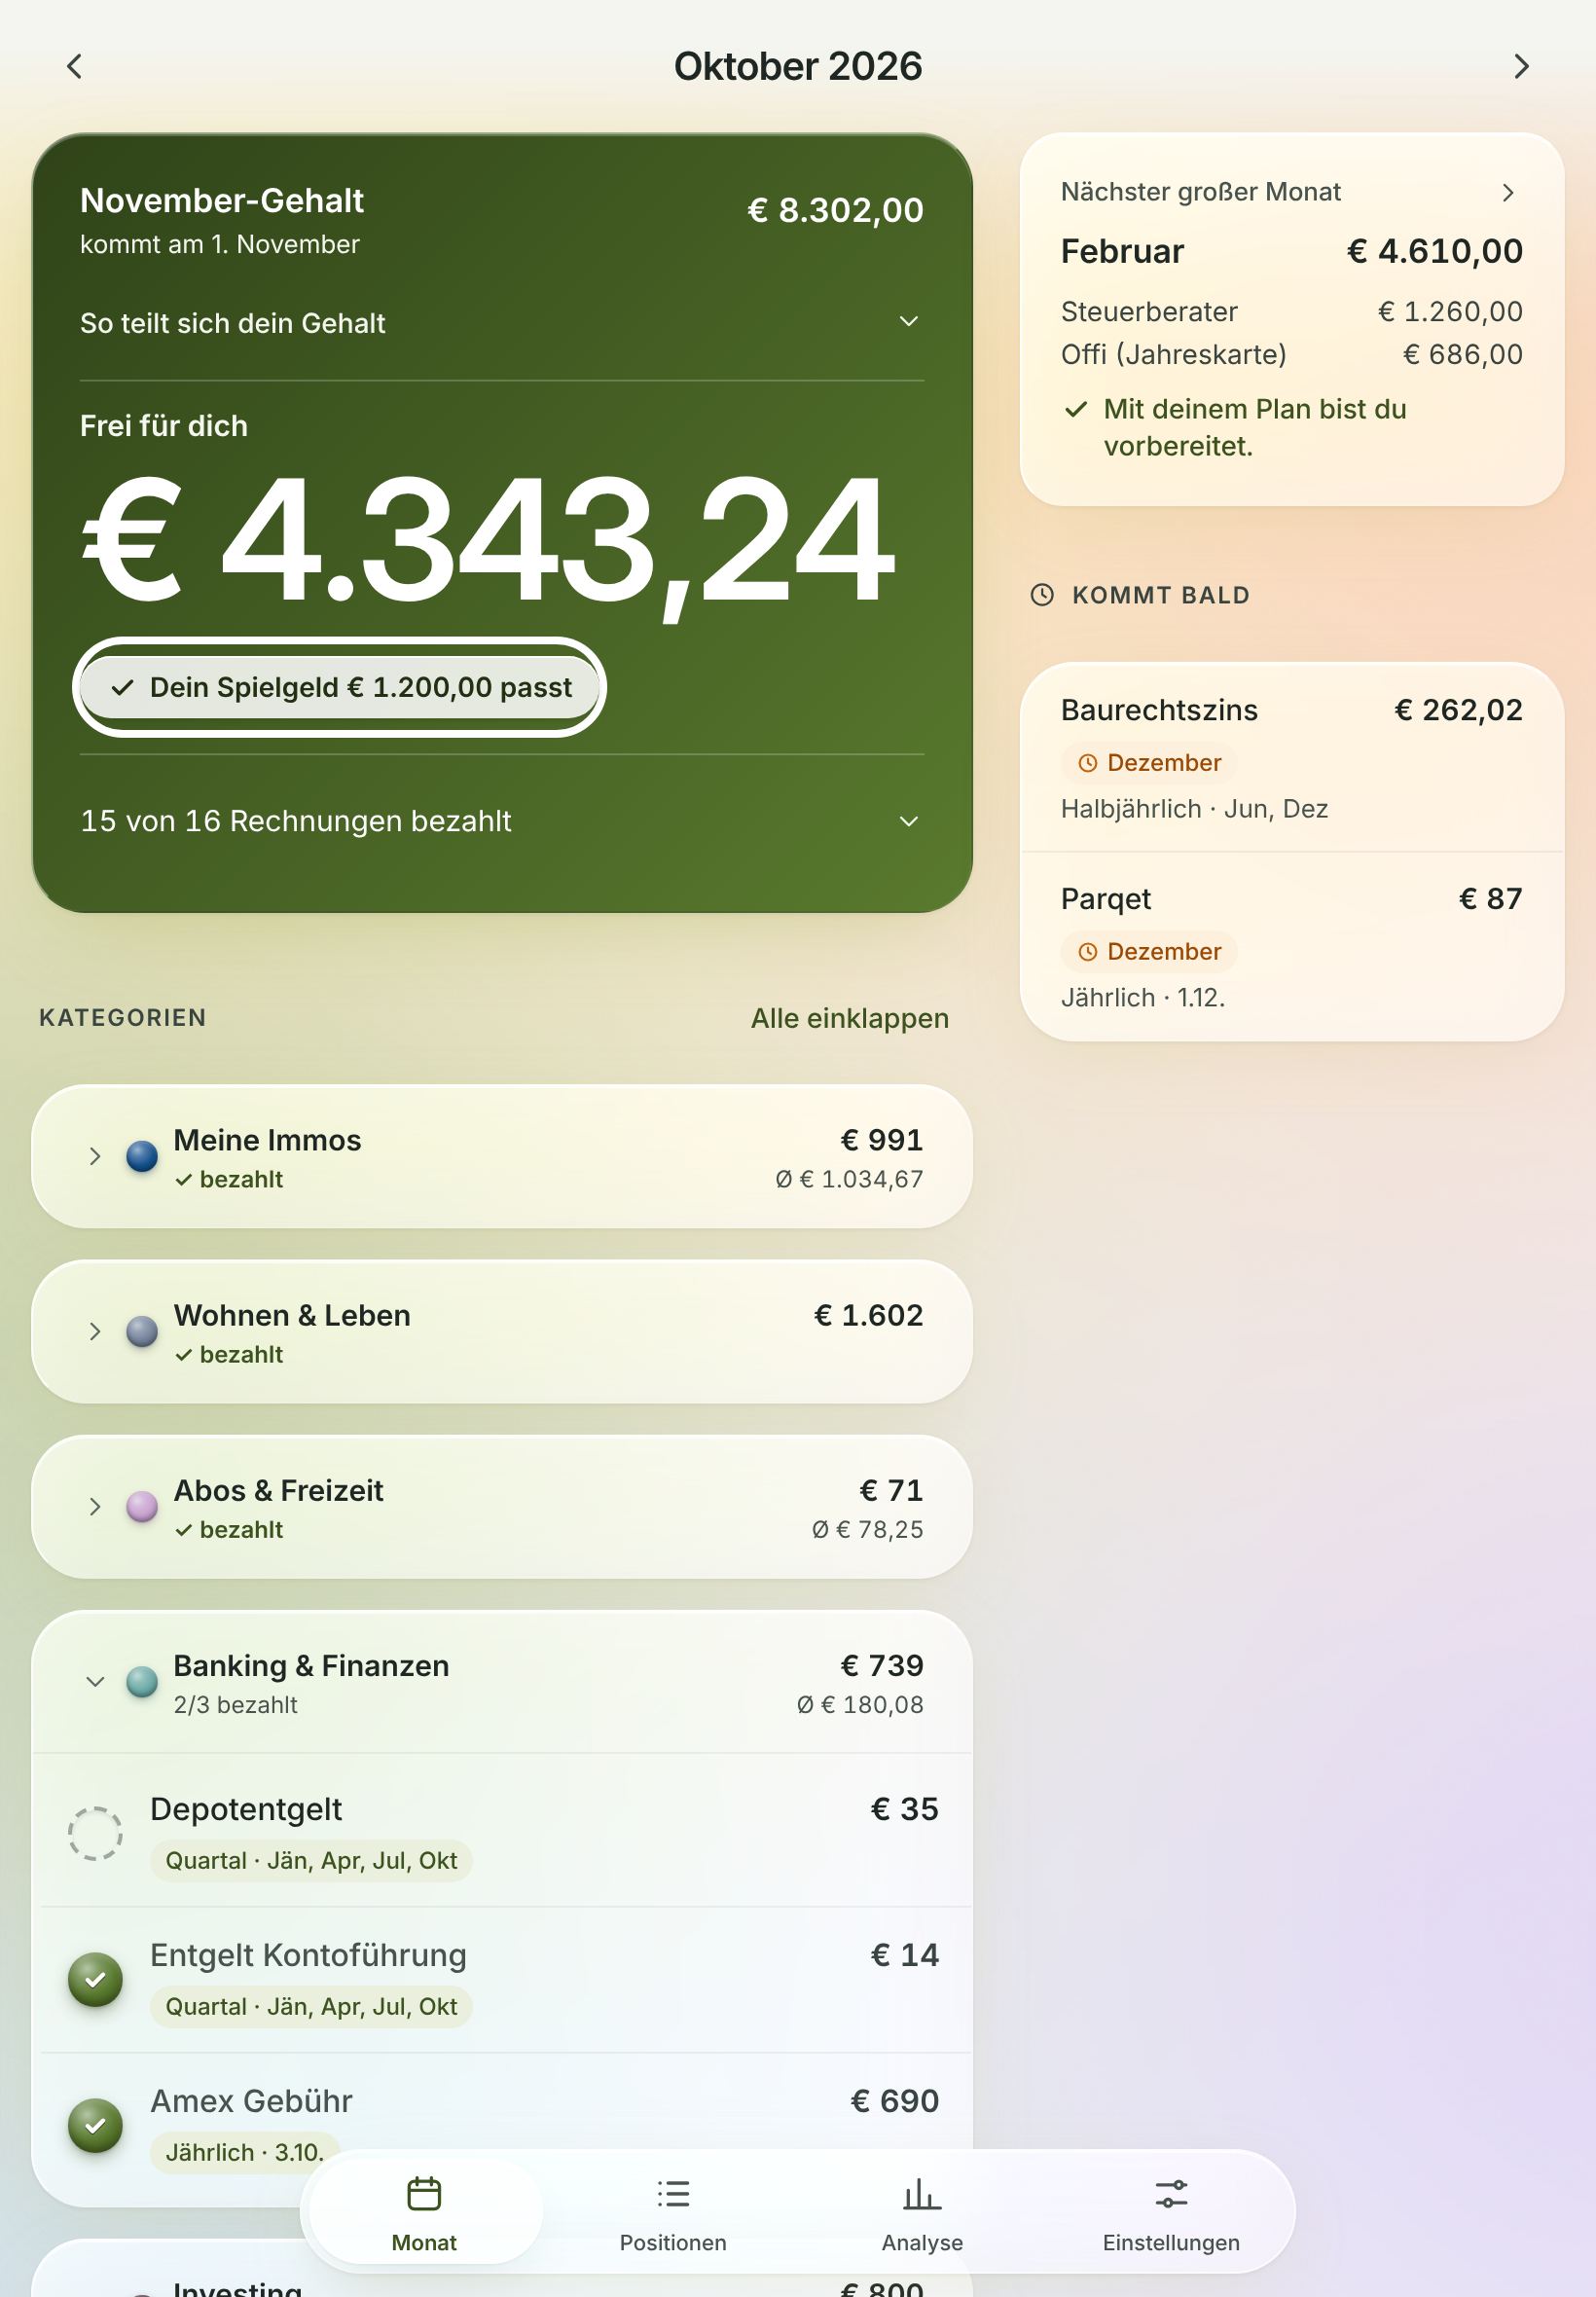 Oktober 2026
November-Gehalt
€ 8.302,00
kommt am 1. November
So teilt sich dein Gehalt
Frei für dich
€ 4.343,24
Dein Spielgeld € 1.200,00 passt
15 von 16 Rechnungen bezahlt
Nächster großer Monat
Februar
€ 4.610,00
Steuerberater
€ 1.260,00
Offi (Jahreskarte)
€ 686,00
Mit deinem Plan bist du
vorbereitet.
KOMMT BALD
Baurechtszins
€ 262,02
Dezember
Halbjährlich · Jun, Dez
Parqet
€ 87
Dezember
Jährlich · 1.12.
KATEGORIEN
Alle einklappen
Meine Immos
€ 991
bezahlt
Ø € 1.034,67
Wohnen & Leben
€ 1.602
bezahlt
Abos & Freizeit
€ 71
bezahlt
Ø € 78,25
Banking & Finanzen
€ 739
2/3 bezahlt
Ø € 180,08
Depotentgelt
€ 35
Quartal · Jän, Apr, Jul, Okt
Entgelt Kontoführung
€ 14
Quartal · Jän, Apr, Jul, Okt
Amex Gebühr
€ 690
Jährlich · 3.10.
Investing
€ 800
Monat
Positionen
Analyse
Einstellungen